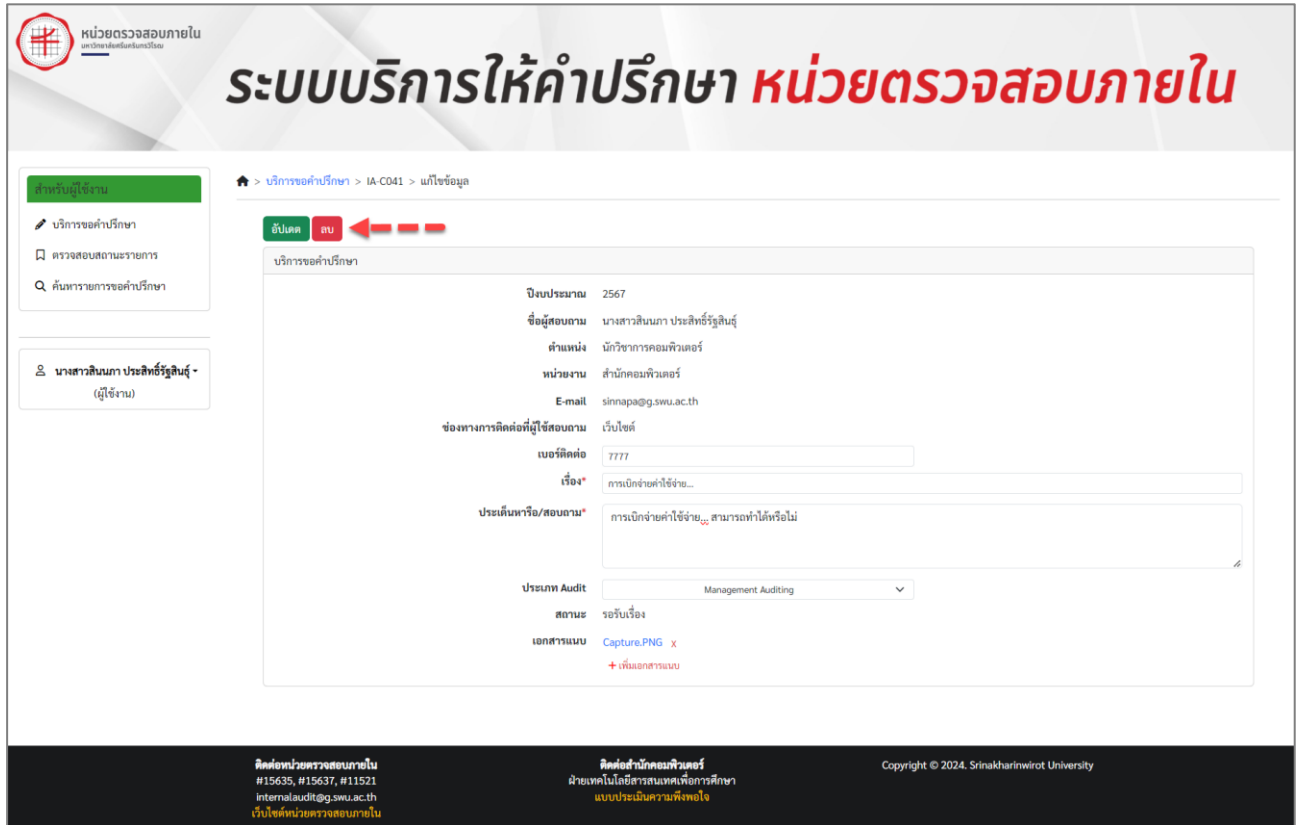 หน่วยตรวจสอบภายใน
มหาวิทยาลัยศรีนครินทรวิโรฒ
ระบบบริการให้คำปรึกษา หน่วยตรวจสอบภายใน
สำหรับผู้ใช้งาน
บริการขอคำปรึกษา
ตรวจสอบสถานะรายการ
ค้นหารายการขอคำปรึกษา
นางสาวสินนภา ประสิทธิ์รัฐสินธุ์
(ผู้ใช้งาน)
> บริการขอคำปรึกษา > IA-C041 > แก้ไขข้อมูล
อัปเดต ลบ
บริการขอคำปรึกษา
ปีงบประมาณ 2567
ชื่อผู้สอบถาม นางสาวสินนภา ประสิทธิ์รัฐสินธุ์
ตำแหน่ง นักวิชาการคอมพิวเตอร์
หน่วยงาน สำนักคอมพิวเตอร์
E-mail sinnapa@g.swu.ac.th
ช่องทางการติดต่อที่ผู้ใช้สอบถาม เว็บไซต์
เบอร์ติดต่อ 7777
เรื่อง* การเบิกจ่ายค่าใช้จ่าย...
ประเด็นหารือ/สอบถาม* การเบิกจ่ายค่าใช้จ่าย... สามารถทำได้หรือไม่
ประเภท Audit Management Auditing
สถานะ รอรับเรื่อง
เอกสารแนบ Capture.PNG x
+ เพิ่มเอกสารแนบ
ติดต่อหน่วยตรวจสอบภายใน
#15635, #15637, #11521
internalaudit@g.swu.ac.th
เว็บไซต์หน่วยตรวจสอบภายใน
ติดต่อสำนักคอมพิวเตอร์
ฝ่ายเทคโนโลยีสารสนเทศเพื่อการศึกษา
แบบประเมินความพึงพอใจ
Copyright © 2024. Srinakharinwirot University